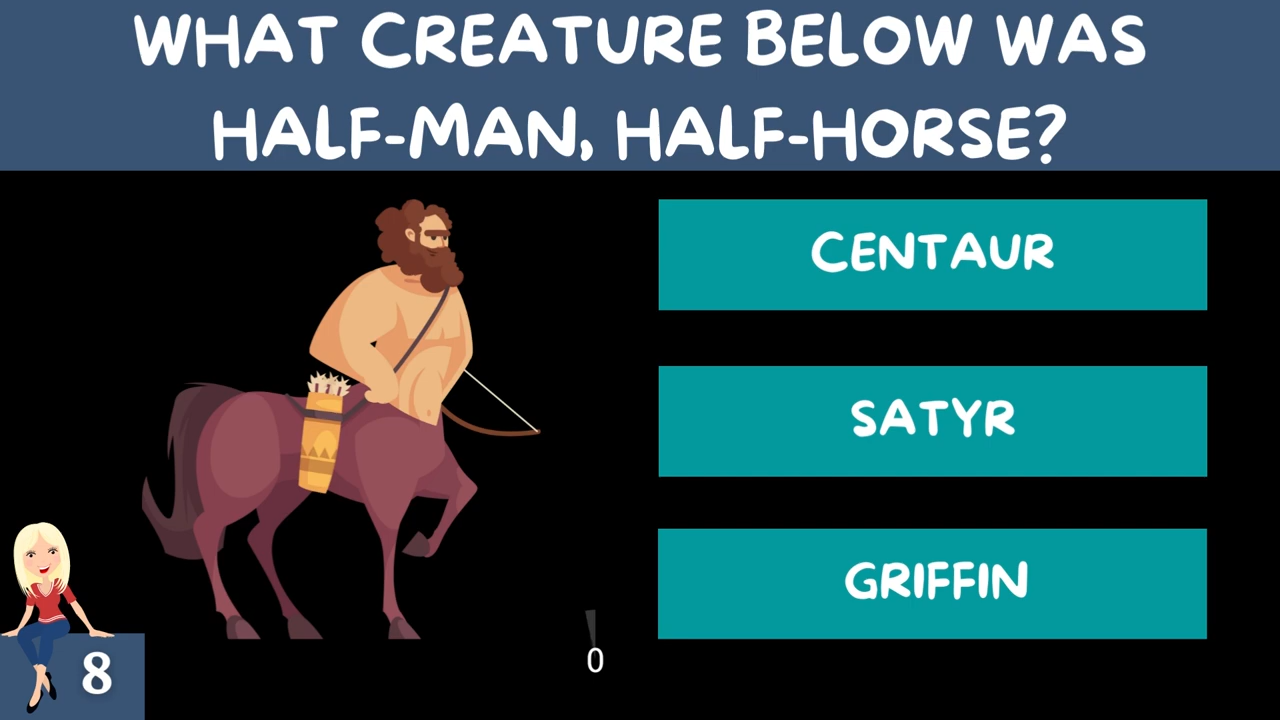 WHAT CREATURE BELOW WAS
HALF-MAN, HALF-HORSE?
CENTAUR
SATYR
GRIFFIN
0
8